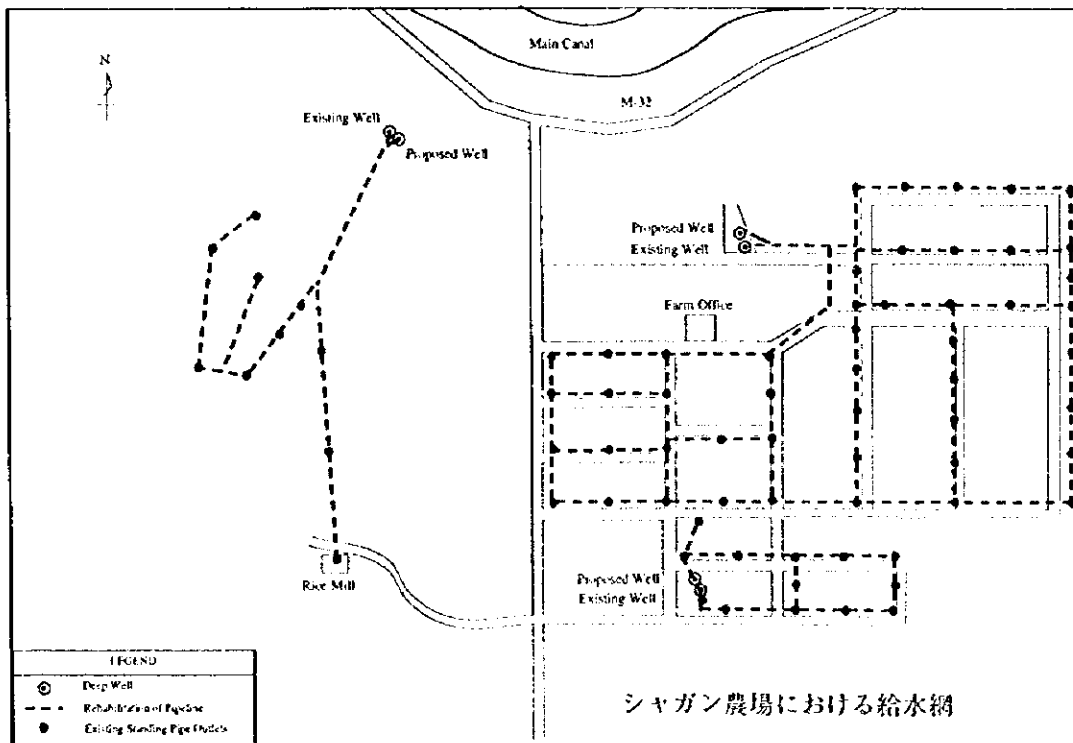 Main Canal
N
M-32
Existing Well
Proposed Well
Proposed Well
Existing Well
Farm Office
Proposed Well
Existing Well
Rice Mill
LEGEND
Deep Well
Rehabilitation of Pipeline
Existing Standing Pipe Outlets
シャガン農場における給水網